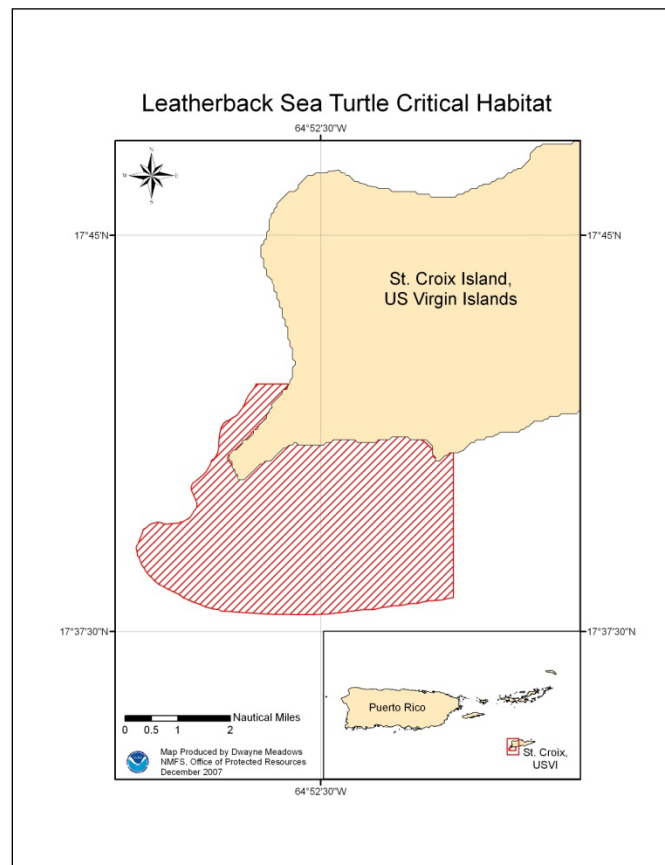 Leatherback Sea Turtle Critical Habitat
64°52'30"W
N
W E
S
17°45'N
17°45'N
St. Croix Island,
US Virgin Islands
17°37'30"N
17°37'30"N
Puerto Rico
St. Croix,
USVI
Nautical Miles
0 0.5 1 2
Map Produced by Dwayne Meadows
NMFS, Office of Protected Resources
December 2007
64°52'30"W